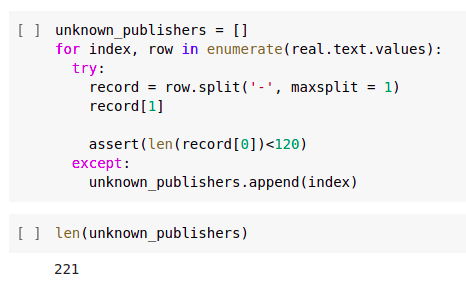 [ ] unknown_publishers = []
for index, row in enumerate(real.text.values):
  try:
    record = row.split('-', maxsplit = 1)
    record[1]

    assert(len(record[0])<120)
  except:
    unknown_publishers.append(index)
[ ] len(unknown_publishers)
221